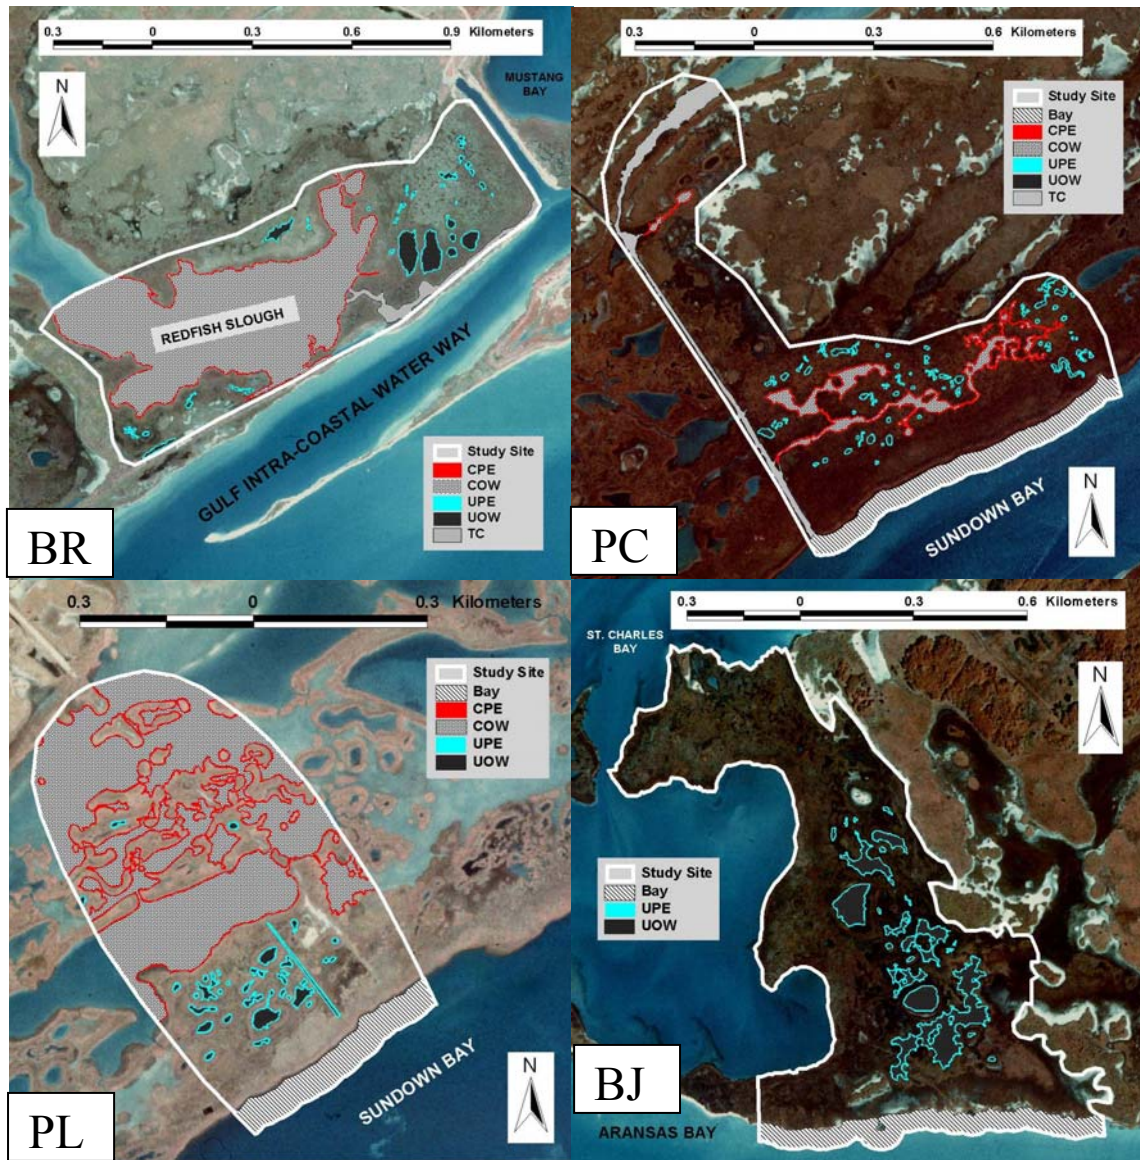 0.3 0 0.3 0.6 0.9 Kilometers
MUSTANG
BAY
N
REDFISH SLOUGH
GULF INTRA-COASTAL WATER WAY
Study Site
CPE
COW
UPE
UOW
TC
BR
0.3 0 0.3 0.6 Kilometers
Study Site
Bay
CPE
COW
UPE
UOW
TC
N
SUNDOWN BAY
PC
0.3 0 0.3 Kilometers
Study Site
Bay
CPE
COW
UPE
UOW
N
SUNDOWN BAY
PL
0.3 0 0.3 0.6 Kilometers
ST. CHARLES
BAY
N
Study Site
Bay
UPE
UOW
BJ
ARANSAS BAY